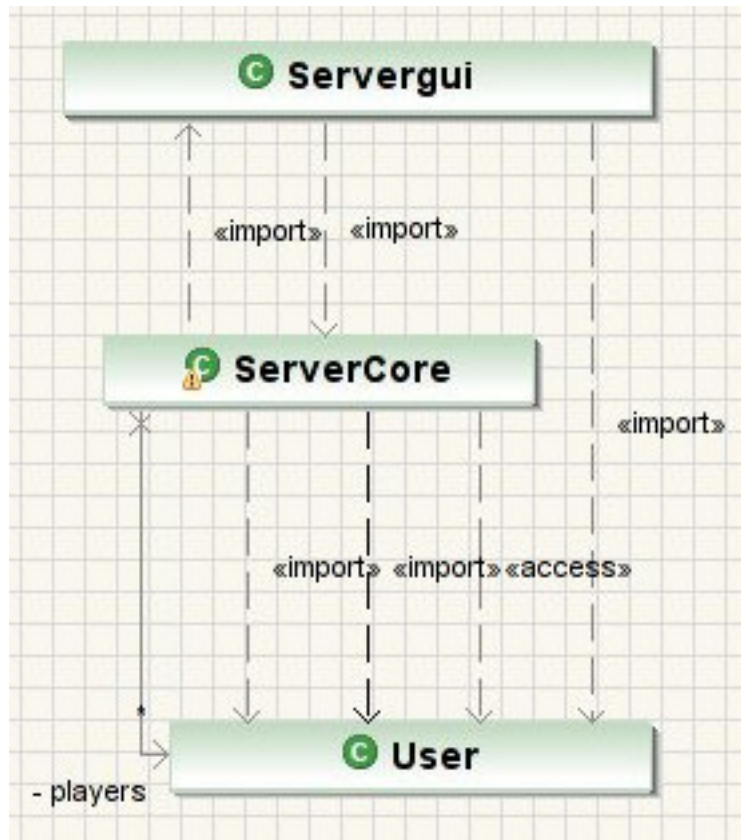 C Servergui
«import» «import»
C ServerCore
«import»
«import» «import» «access»
*
C User
- players